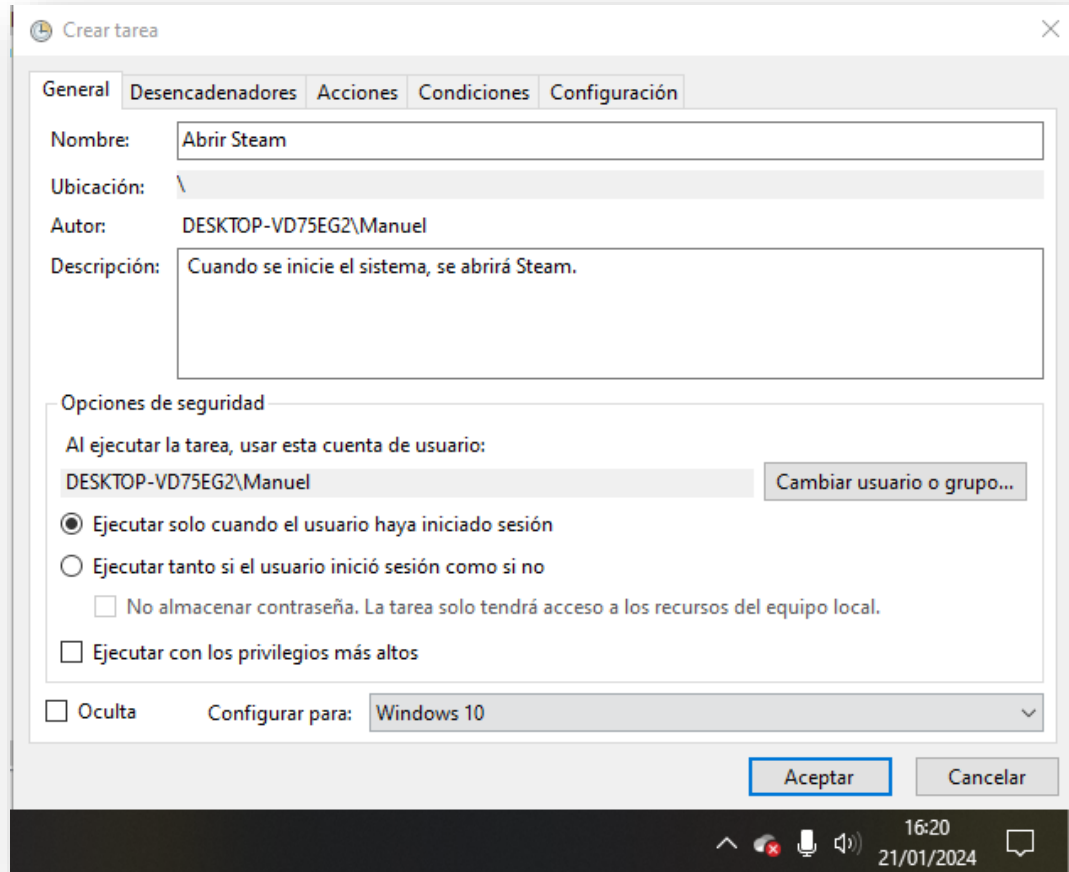 Crear tarea
General Desencadenadores Acciones Condiciones Configuración
Nombre: Abrir Steam
Ubicación: \
Autor: DESKTOP-VD75EG2\Manuel
Descripción: Cuando se inicie el sistema, se abrirá Steam.
Opciones de seguridad
Al ejecutar la tarea, usar esta cuenta de usuario:
DESKTOP-VD75EG2\Manuel Cambiar usuario o grupo...
Ejecutar solo cuando el usuario haya iniciado sesión
Ejecutar tanto si el usuario inició sesión como si no
No almacenar contraseña. La tarea solo tendrá acceso a los recursos del equipo local.
Ejecutar con los privilegios más altos
Oculta Configurar para: Windows 10
Aceptar Cancelar
16:20
21/01/2024